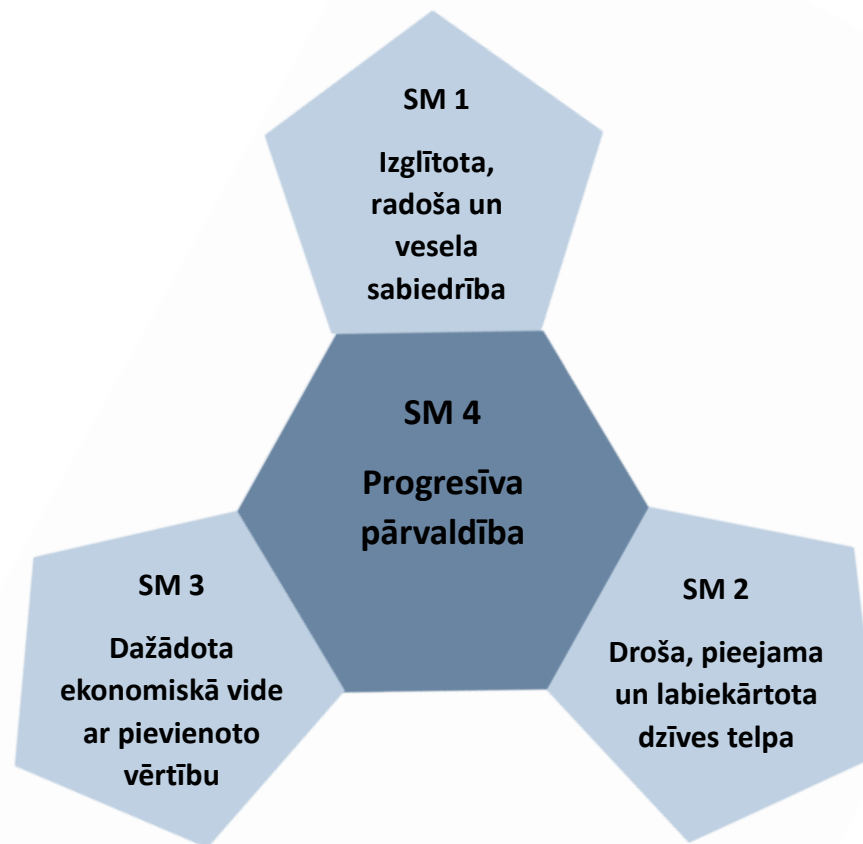 SM 1
Izglītota,
radoša un
vesela
sabiedrība
SM 4
Progresīva
pārvaldība
SM 3
Dažādota
ekonomiskā vide
ar pievienoto
vērtību
SM 2
Droša, pieejama
un labiekārtota
dzīves telpa